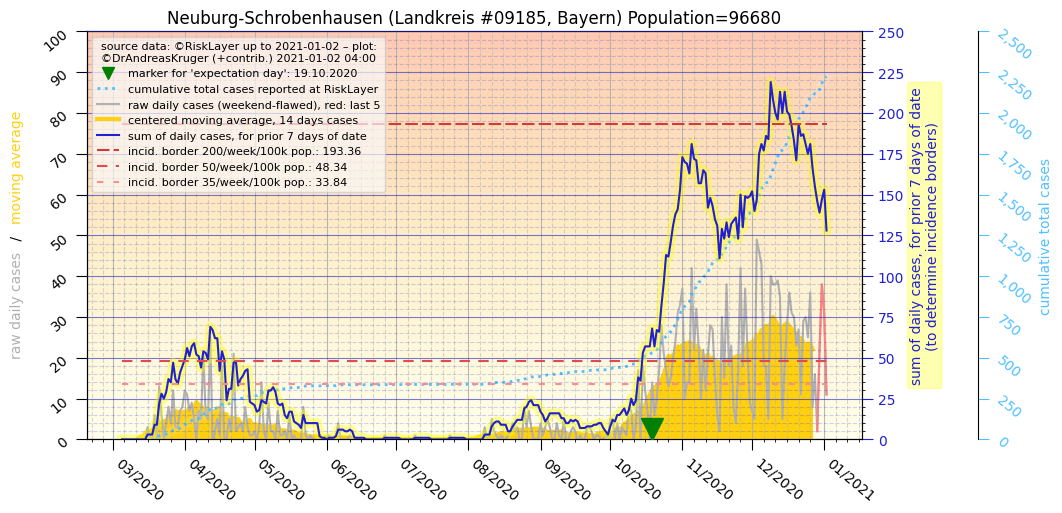 Neuburg-Schrobenhausen (Landkreis #09185, Bayern) Population=96680
source data: ©RiskLayer up to 2021-01-02 – plot:
©DrAndreasKruger (+contrib.) 2021-01-02 04:00
marker for 'expectation day': 19.10.2020
cumulative total cases reported at RiskLayer
raw daily cases (weekend-flawed), red: last 5
centered moving average, 14 days cases
sum of daily cases, for prior 7 days of date
incid. border 200/week/100k pop.: 193.36
incid. border 50/week/100k pop.: 48.34
incid. border 35/week/100k pop.: 33.84
raw daily cases / moving average
100
90
80
70
60
50
40
30
20
10
0
03/2020
04/2020
05/2020
06/2020
07/2020
08/2020
09/2020
10/2020
11/2020
12/2020
01/2021
250
225
200
175
150
125
100
75
50
25
0
sum of daily cases, for prior 7 days of date
(to determine incidence borders)
2,500
2,250
2,000
1,750
1,500
1,250
1,000
750
500
250
0
cumulative total cases